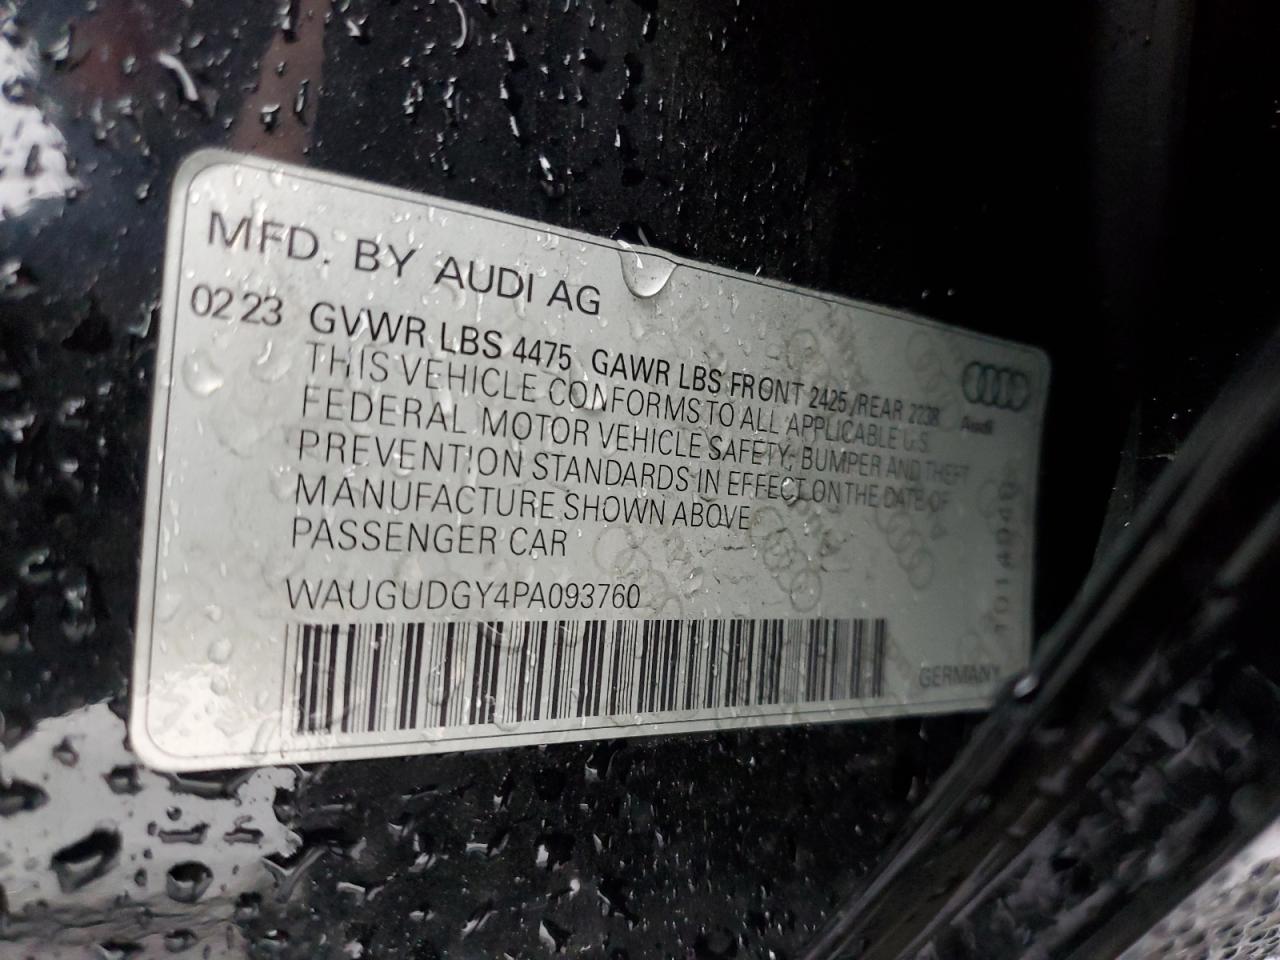 MFD. BY AUDI AG
02 23 GVWR LBS 4475 GAWR LBS FRONT 2425/REAR
THIS VEHICLE CONFORMS TO ALL APPLICABLE U.S.
FEDERAL MOTOR VEHICLE SAFETY, BUMPER AND THEFT
PREVENTION STANDARDS IN EFFECT ON THE DATE OF
MANUFACTURE SHOWN ABOVE
PASSENGER CAR
WAUGUDGY4PA093760
Audi
GERMANY